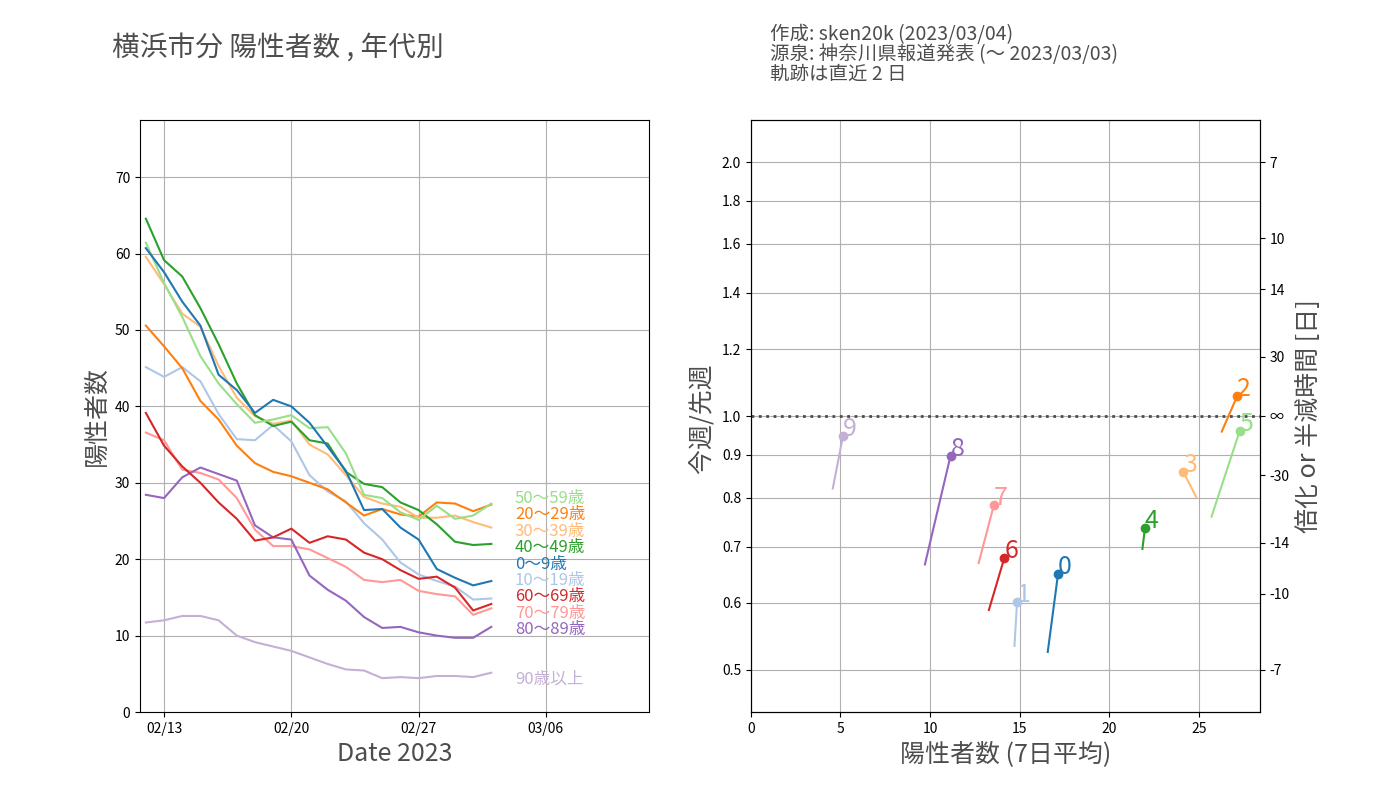 横浜市分 陽性者数 , 年代別
作成: sken20k (2023/03/04)
源泉: 神奈川県報道発表 (～ 2023/03/03)
軌跡は直近 2 日
陽性者数
70
60
50
40
30
20
10
0
02/13
02/20
02/27
03/06
Date 2023
50～59歳
20～29歳
30～39歳
40～49歳
0～9歳
10～19歳
60～69歳
70～79歳
80～89歳
90歳以上
今週/先週
2.0
1.8
1.6
1.4
1.2
1.0
0.9
0.8
0.7
0.6
0.5
0
5
10
15
20
25
陽性者数 (7日平均)
9
8
7
6
1
0
4
3
5
2
7
10
14
30
∞
-30
-14
-10
-7
倍化 or 半減時間 [日]